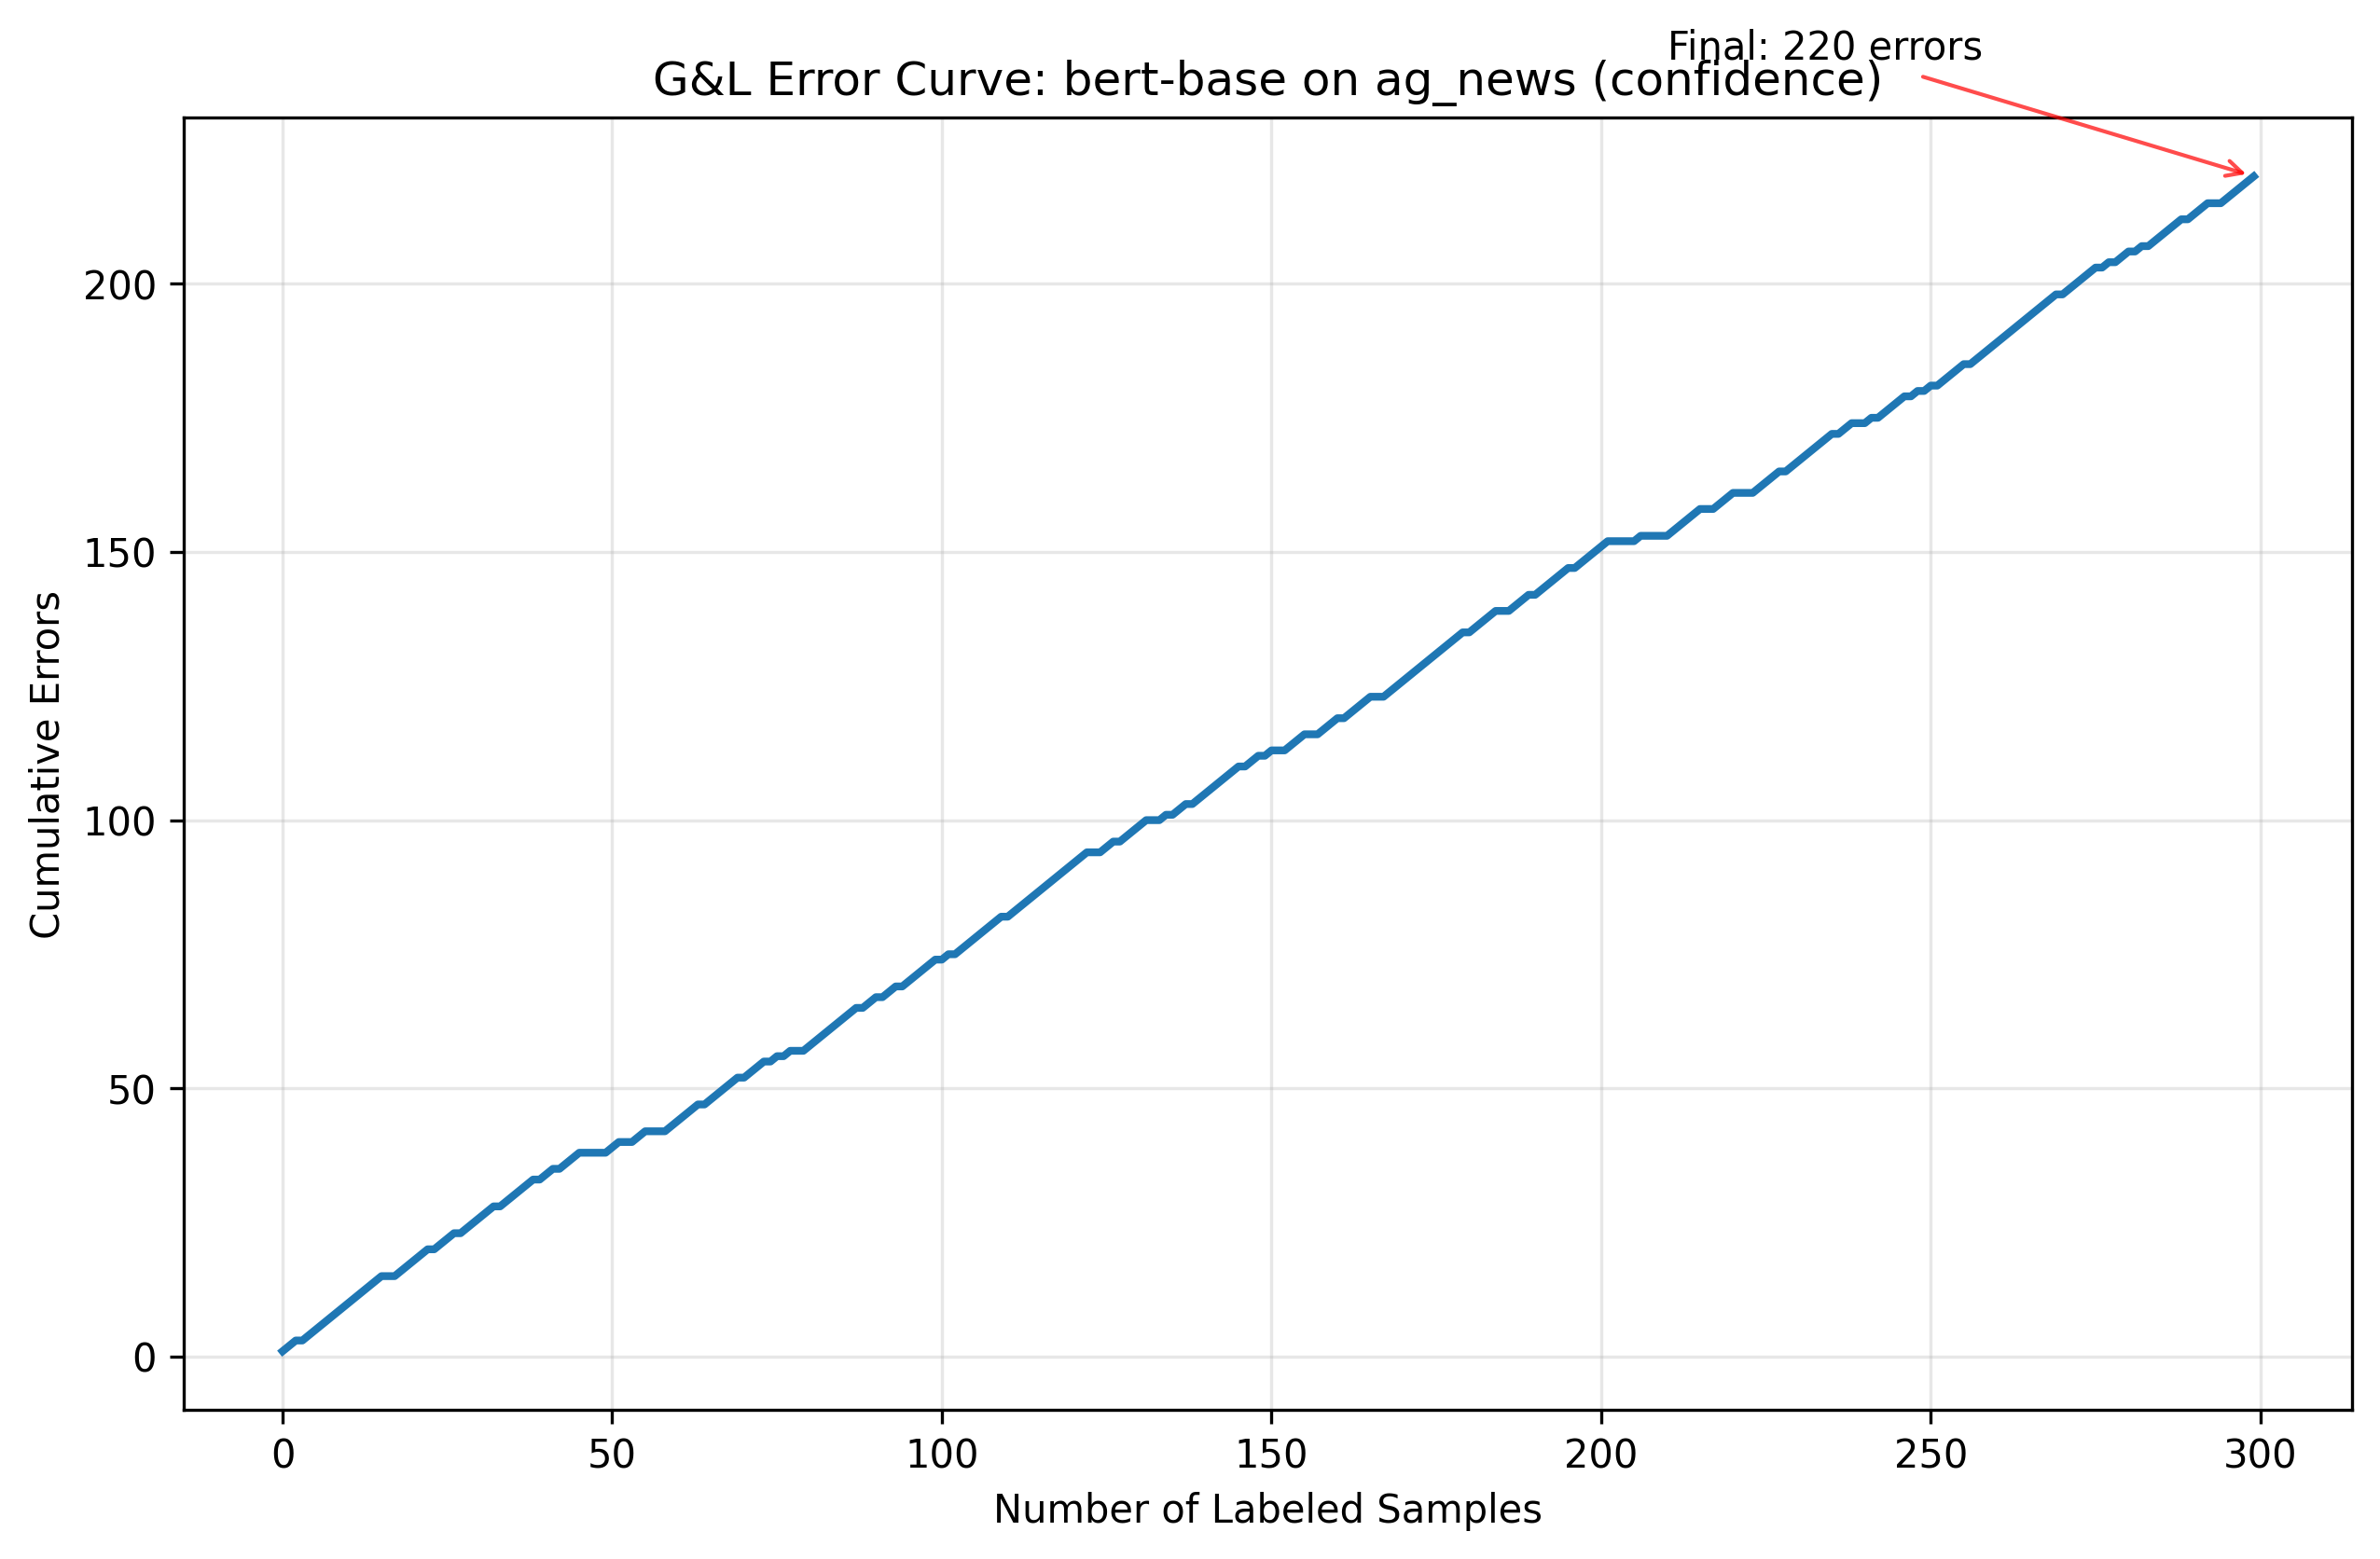 Final: 220 errors
G&L Error Curve: bert-base on ag_news (confidence)
Cumulative Errors
200
150
100
50
0
0 50 100 150 200 250 300
Number of Labeled Samples